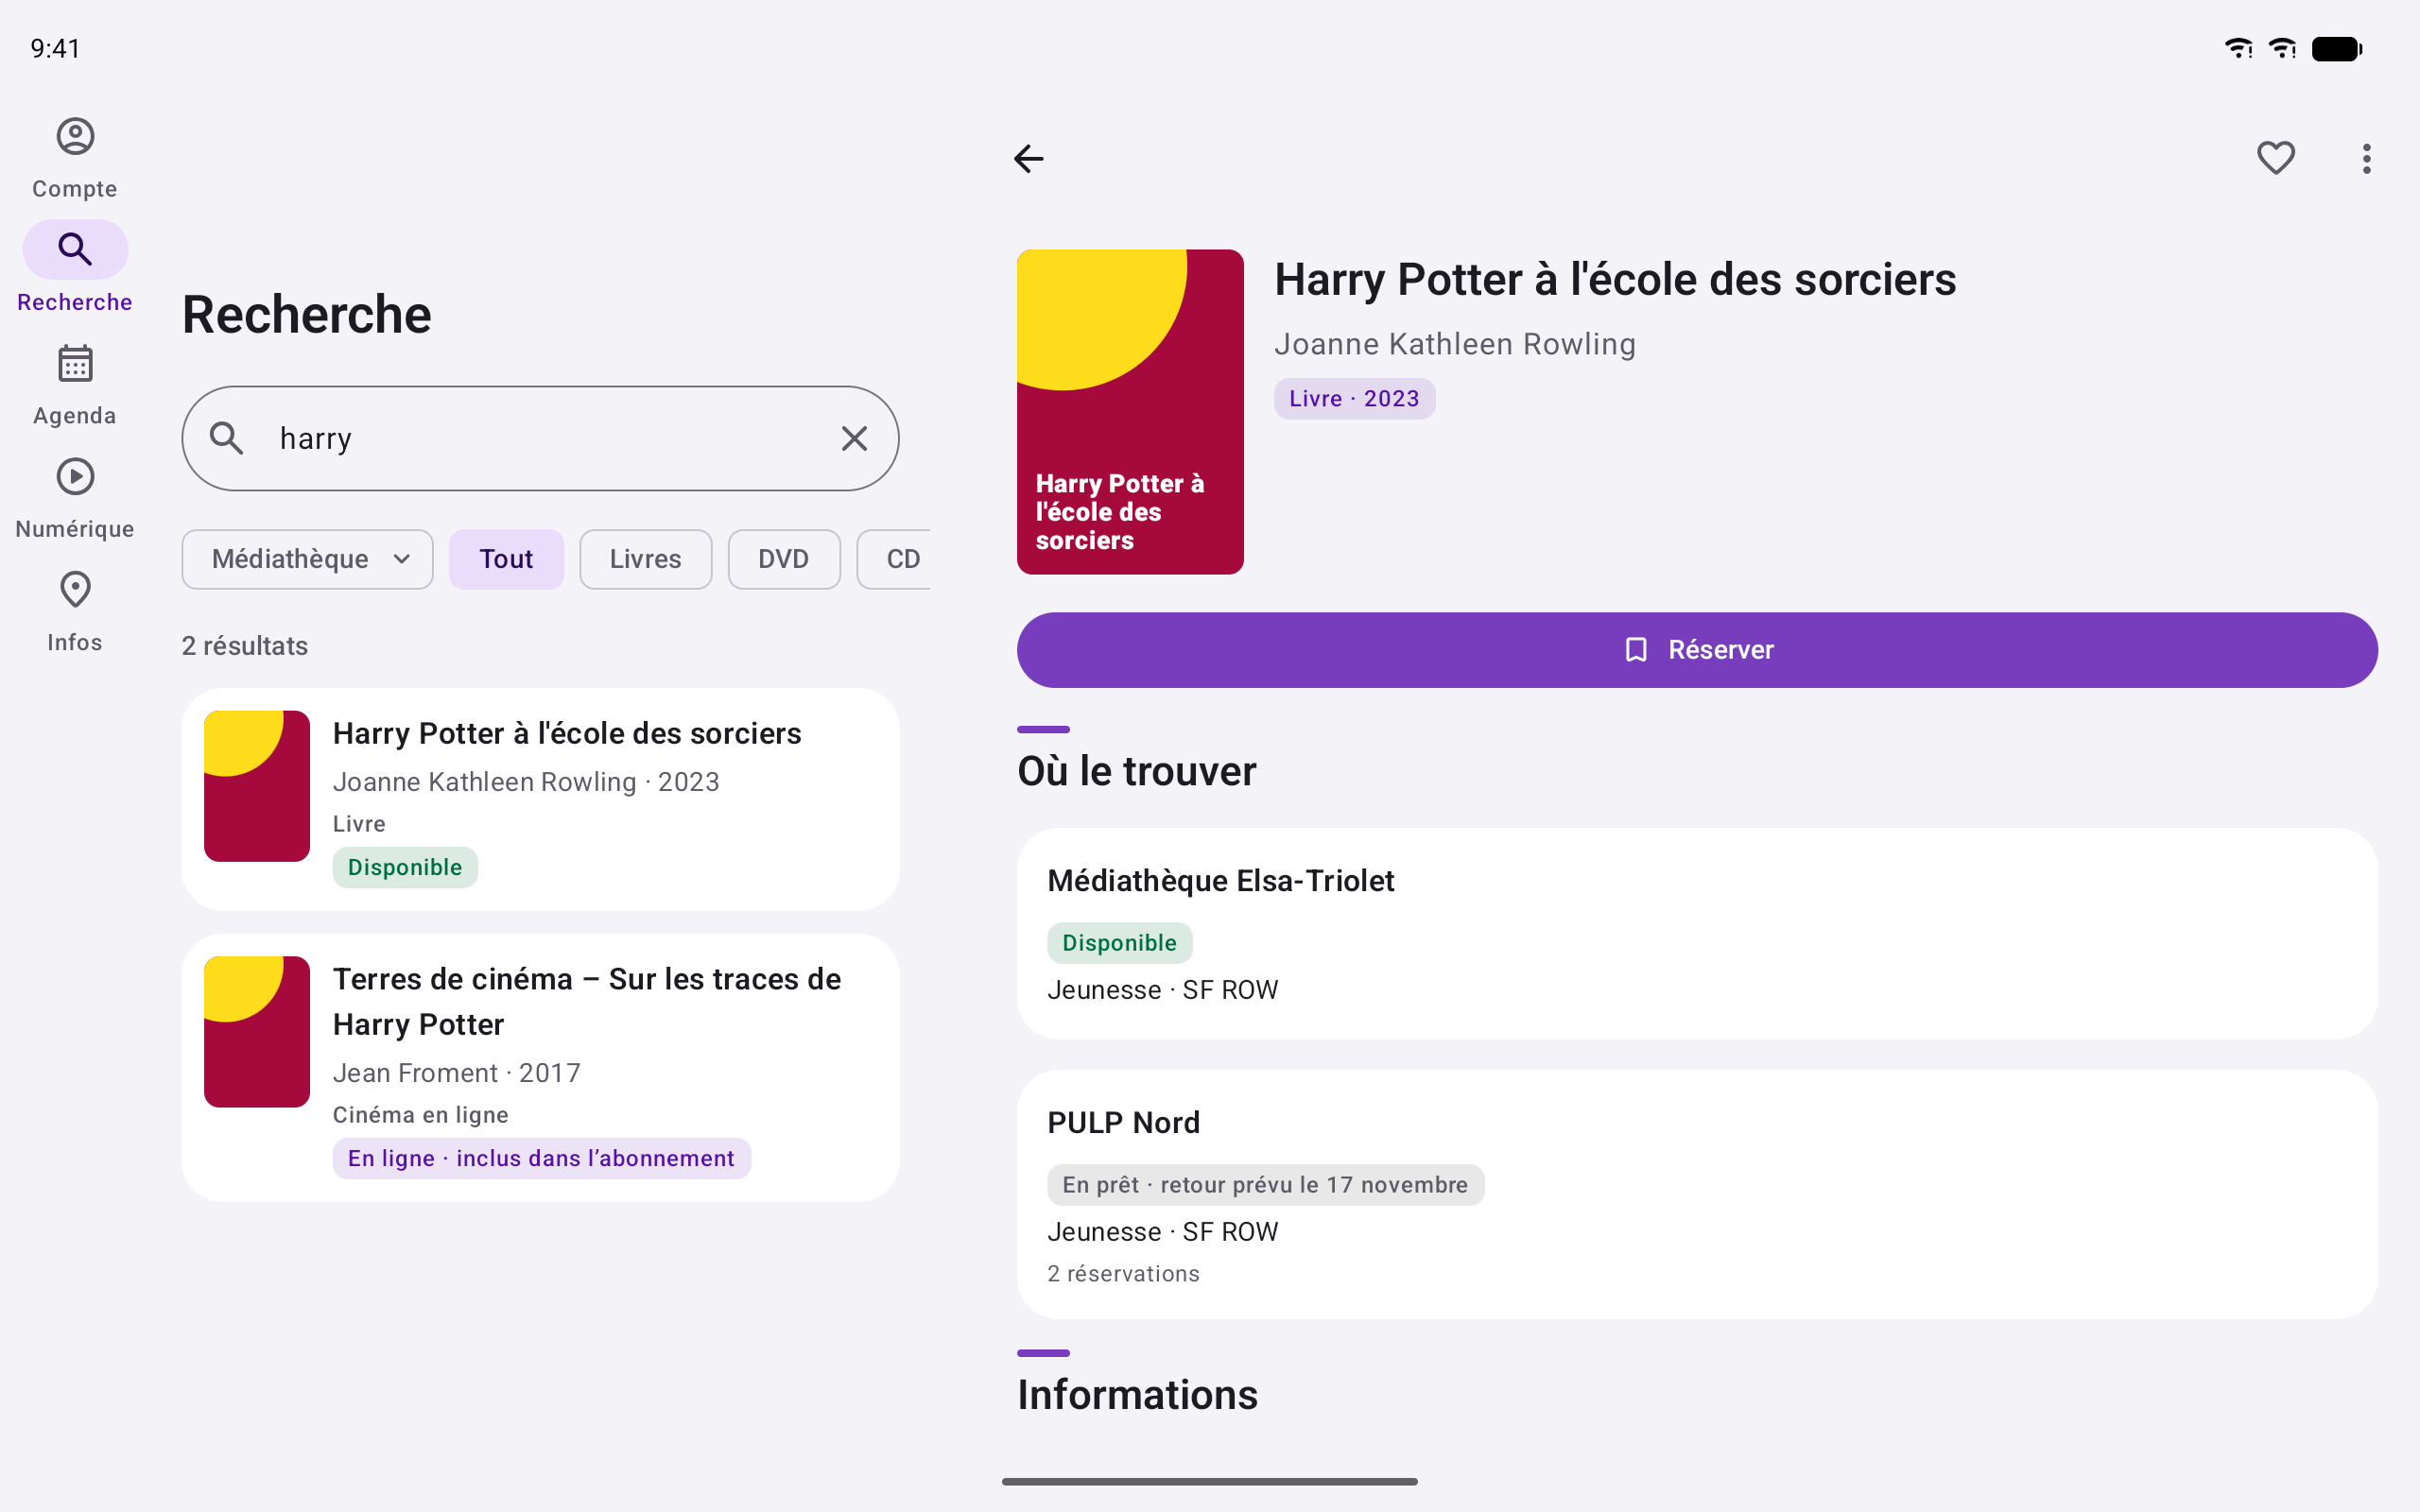 9:41
Compte
Recherche
Agenda
Numérique
Infos
Recherche
harry
Médiathèque
Tout
Livres
DVD
CD
2 résultats
Harry Potter à l'école des sorciers
Joanne Kathleen Rowling · 2023
Livre
Disponible
Terres de cinéma – Sur les traces de
Harry Potter
Jean Froment · 2017
Cinéma en ligne
En ligne · inclus dans l’abonnement
Harry Potter à
l'école des
sorciers
Harry Potter à l'école des sorciers
Joanne Kathleen Rowling
Livre · 2023
Réserver
Où le trouver
Médiathèque Elsa-Triolet
Disponible
Jeunesse · SF ROW
PULP Nord
En prêt · retour prévu le 17 novembre
Jeunesse · SF ROW
2 réservations
Informations